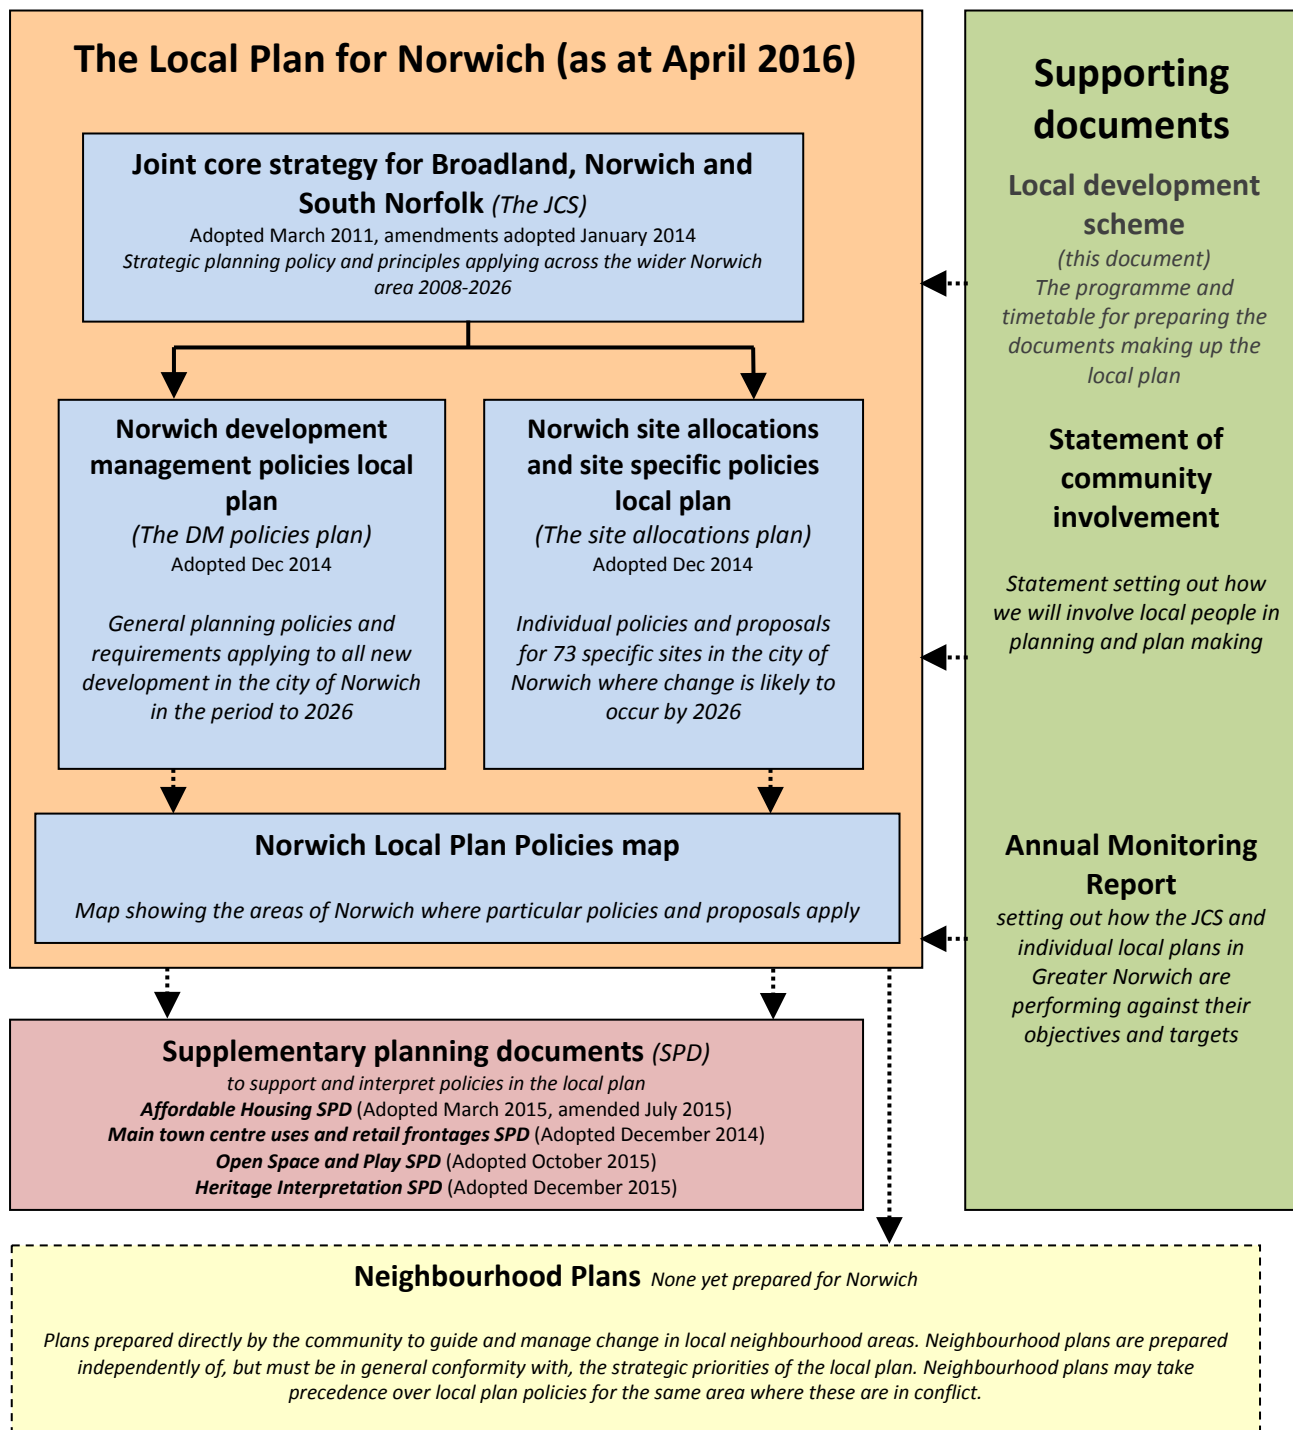 The Local Plan for Norwich (as at April 2016)
Joint core strategy for Broadland, Norwich and
South Norfolk (The JCS)
Adopted March 2011, amendments adopted January 2014
Strategic planning policy and principles applying across the wider Norwich
area 2008-2026
Norwich development
management policies local
plan
(The DM policies plan)
Adopted Dec 2014
General planning policies and
requirements applying to all new
development in the city of Norwich
in the period to 2026
Norwich site allocations
and site specific policies
local plan
(The site allocations plan)
Adopted Dec 2014
Individual policies and proposals
for 73 specific sites in the city of
Norwich where change is likely to
occur by 2026
Norwich Local Plan Policies map
Map showing the areas of Norwich where particular policies and proposals apply
Supporting
documents
Local development
scheme
(this document)
The programme and
timetable for preparing the
documents making up the
local plan
Statement of
community
involvement
Statement setting out how
we will involve local people in
planning and plan making
Annual Monitoring
Report
setting out how the JCS and
individual local plans in
Greater Norwich are
performing against their
objectives and targets
Supplementary planning documents (SPD)
to support and interpret policies in the local plan
Affordable Housing SPD (Adopted March 2015, amended July 2015)
Main town centre uses and retail frontages SPD (Adopted December 2014)
Open Space and Play SPD (Adopted October 2015)
Heritage Interpretation SPD (Adopted December 2015)
Neighbourhood Plans None yet prepared for Norwich
Plans prepared directly by the community to guide and manage change in local neighbourhood areas. Neighbourhood plans are prepared
independently of, but must be in general conformity with, the strategic priorities of the local plan. Neighbourhood plans may take
precedence over local plan policies for the same area where these are in conflict.